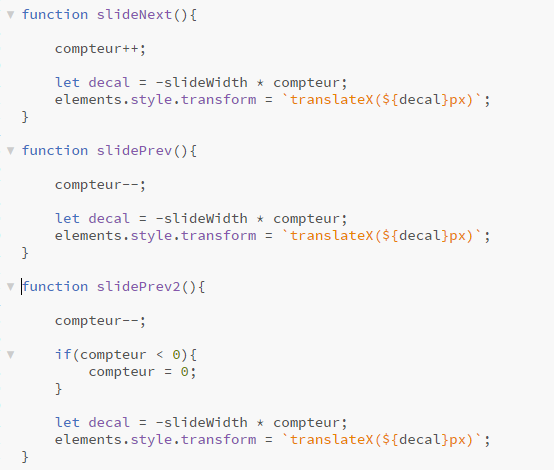 function slideNext(){
compteur++;
let decal = -slideWidth * compteur;
elements.style.transform = `translateX(${decal}px)`;
}
function slidePrev(){
compteur--;
let decal = -slideWidth * compteur;
elements.style.transform = `translateX(${decal}px)`;
}
function slidePrev2(){
compteur--;
if(compteur < 0){
compteur = 0;
}
let decal = -slideWidth * compteur;
elements.style.transform = `translateX(${decal}px)`;
}